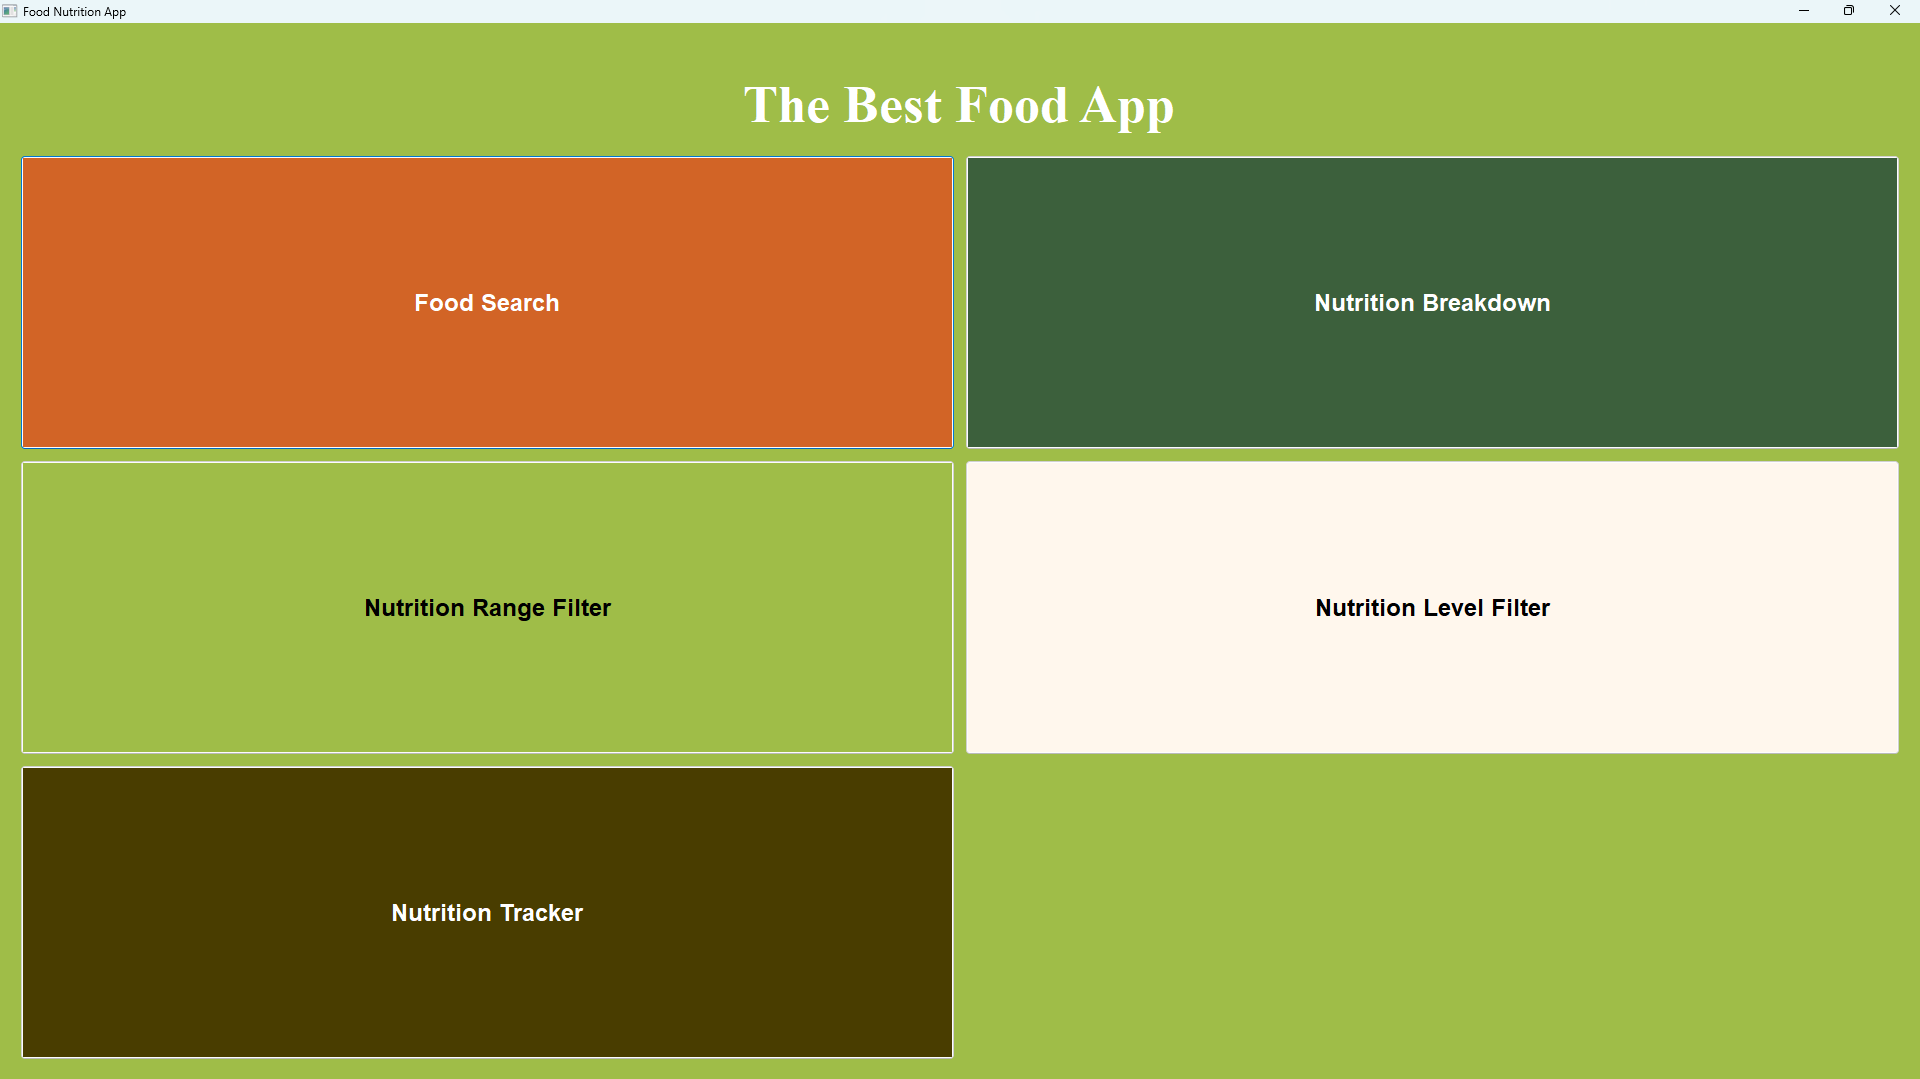 Food Nutrition App
The Best Food App
Food Search
Nutrition Breakdown
Nutrition Range Filter
Nutrition Level Filter
Nutrition Tracker